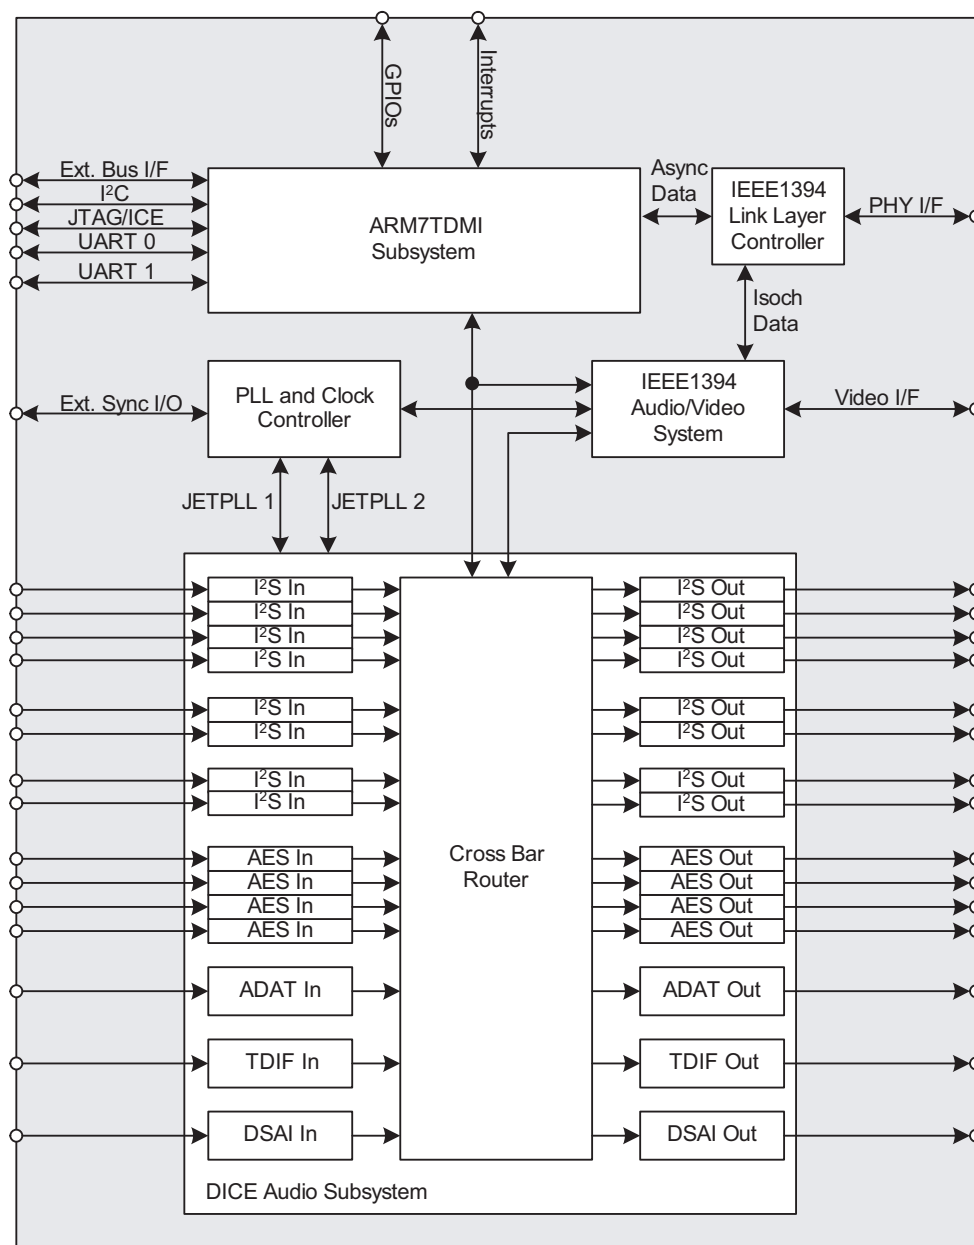 GPIOs
Interrupts
Ext. Bus I/F
I²C
JTAG/ICE
UART 0
UART 1
ARM7TDMI
Subsystem
Async
Data
IEEE1394
Link Layer
Controller
PHY I/F
Isoch
Data
Ext. Sync I/O
PLL and Clock
Controller
IEEE1394
Audio/Video
System
Video I/F
JETPLL 1
JETPLL 2
I²S In
I²S In
I²S In
I²S In
I²S In
I²S In
I²S In
I²S In
AES In
AES In
AES In
AES In
ADAT In
TDIF In
DSAI In
Cross Bar
Router
I²S Out
I²S Out
I²S Out
I²S Out
I²S Out
I²S Out
I²S Out
I²S Out
AES Out
AES Out
AES Out
AES Out
ADAT Out
TDIF Out
DSAI Out
DICE Audio Subsystem